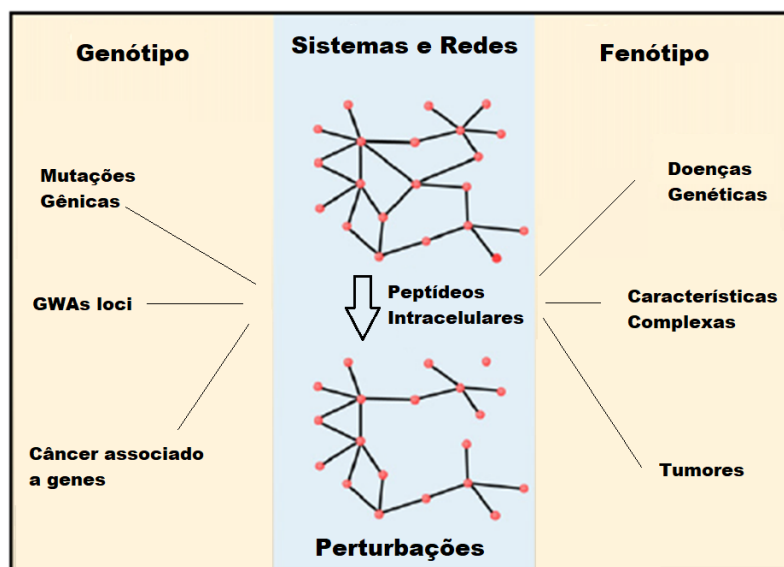 Genótipo
Sistemas e Redes
Fenótipo
Mutações
Gênicas
GWAs loci
Câncer associado
a genes
Peptídeos
Intracelulares
Perturbações
Doenças
Genéticas
Características
Complexas
Tumores